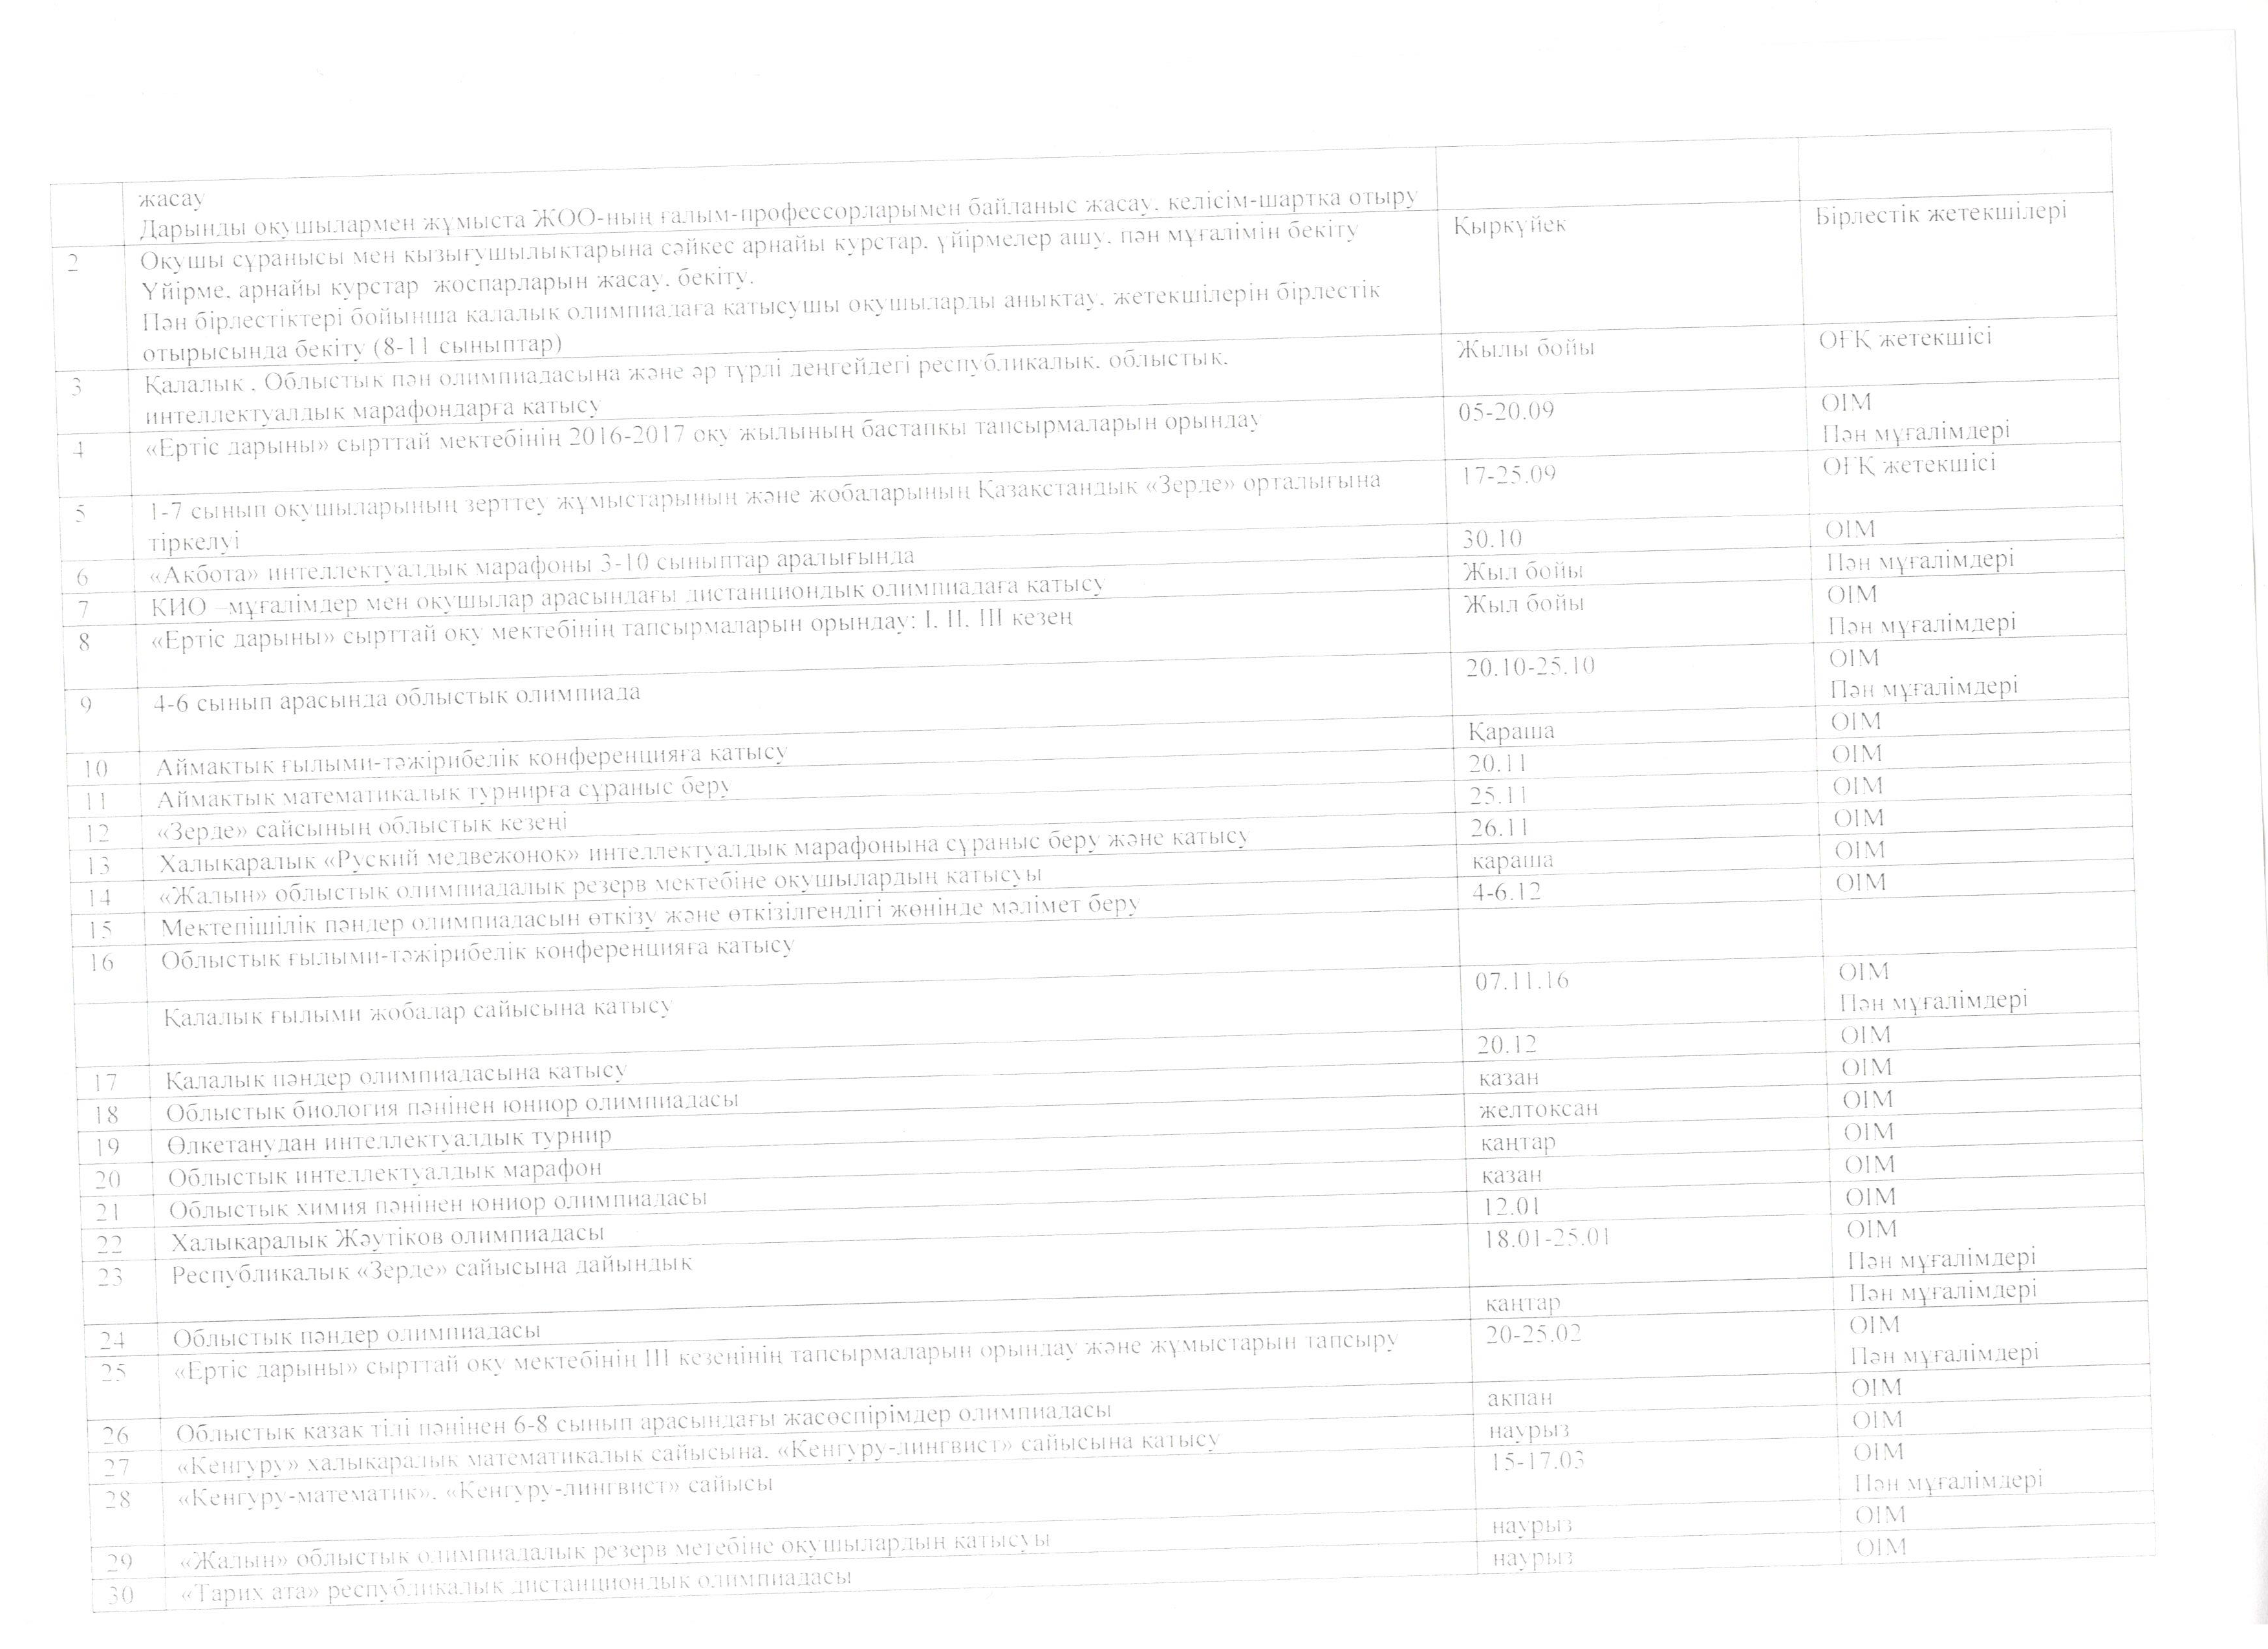 жасау
Дарынды оқушылармен жұмыста ЖОО-ның ғалым-профессорларымен байланыс жасау, келісім-шартқа отыру
2 Оқушы сұранысы мен қызығушылықтарына сәйкес арнайы курстар, үйірмелер ашу, пән мұғалімін бекіту Қыркүйек Бірлестік жетекшілері
Үйірме, арнайы курстар жоспарларын жасау, бекіту.
Пән бірлестіктері бойынша қалалық олимпиадаға қатысушы оқушыларды анықтау, жетекшілерін бірлестік
отырысында бекіту (8-11 сыныптар)
3 Қалалық , Облыстық пән олимпиадасына және әр түрлі деңгейдегі республикалық, облыстық, Жылы бойы ОҒҚ жетекшісі
интеллектуалдық марафондарға қатысу
4 «Ертіс дарыны» сырттай мектебінің 2016-2017 оқу жылының бастапқы тапсырмаларын орындау 05-20.09 ОІМ
Пән мұғалімдері
5 1-7 сынып оқушыларының зерттеу жұмыстарының және жобаларының Қазақстандық «Зерде» орталығына 17-25.09 ОҒҚ жетекшісі
тіркелуі
6 «Ақбота» интеллектуалдық марафоны 3-10 сыныптар аралығында 30.10 ОІМ
7 КИО –мұғалімдер мен оқушылар арасындағы дистанциондық олимпиадаға қатысу Жыл бойы Пән мұғалімдері
8 «Ертіс дарыны» сырттай оқу мектебінің тапсырмаларын орындау: І, ІІ, ІІІ кезең Жыл бойы ОІМ
Пән мұғалімдері
9 4-6 сынып арасында облыстық олимпиада 20.10-25.10 ОІМ
Пән мұғалімдері
10 Аймақтық ғылыми-тәжірибелік конференцияға қатысу Қараша ОІМ
11 Аймақтық математикалық турнирға сұраныс беру 20.11 ОІМ
12 «Зерде» сайсының облыстық кезеңі 25.11 ОІМ
13 Халықаралық «Руский медвежонок» интеллектуалдық марафонына сұраныс беру және қатысу 26.11 ОІМ
14 «Жалын» облыстық олимпиадалық резерв мектебіне оқушылардың қатысуы қараша ОІМ
15 Мектепішілік пәндер олимпиадасын өткізу және өткізілгендігі жөнінде мәлімет беру 4-6.12 ОІМ
16 Облыстық ғылыми-тәжірибелік конференцияға қатысу
Қалалық ғылыми жобалар сайысына қатысу 07.11.16 ОІМ
Пән мұғалімдері
17 Қалалық пәндер олимпиадасына қатысу 20.12 ОІМ
18 Облыстық биология пәнінен юниор олимпиадасы қазан ОІМ
19 Өлкетанудан интеллектуалдық турнир желтоқсан ОІМ
20 Облыстық интеллектуалдық марафон қаңтар ОІМ
21 Облыстық химия пәнінен юниор олимпиадасы қазан ОІМ
22 Халықаралық Жәутіков олимпиадасы 12.01 ОІМ
23 Республикалық «Зерде» сайысына дайындық 18.01-25.01 ОІМ
Пән мұғалімдері
24 Облыстық пәндер олимпиадасы қаңтар Пән мұғалімдері
25 «Ертіс дарыны» сырттай оқу мектебінің ІІІ кезеңінің тапсырмаларын орындау және жұмыстарын тапсыру 20-25.02 ОІМ
Пән мұғалімдері
26 Облыстық қазақ тілі пәнінен 6-8 сынып арасындағы жасөспірімдер олимпиадасы ақпан ОІМ
27 «Кенгуру» халықаралық математикалық сайысына, «Кенгуру-лингвист» сайысына қатысу наурыз ОІМ
28 «Кенгуру-математик», «Кенгуру-лингвист» сайысы 15-17.03 ОІМ
Пән мұғалімдері
29 «Жалын» облыстық олимпиадалық резерв метебіне оқушылардың қатысуы наурыз ОІМ
30 «Тарих ата» республикалық дистанциондық олимпиадасы наурыз ОІМ